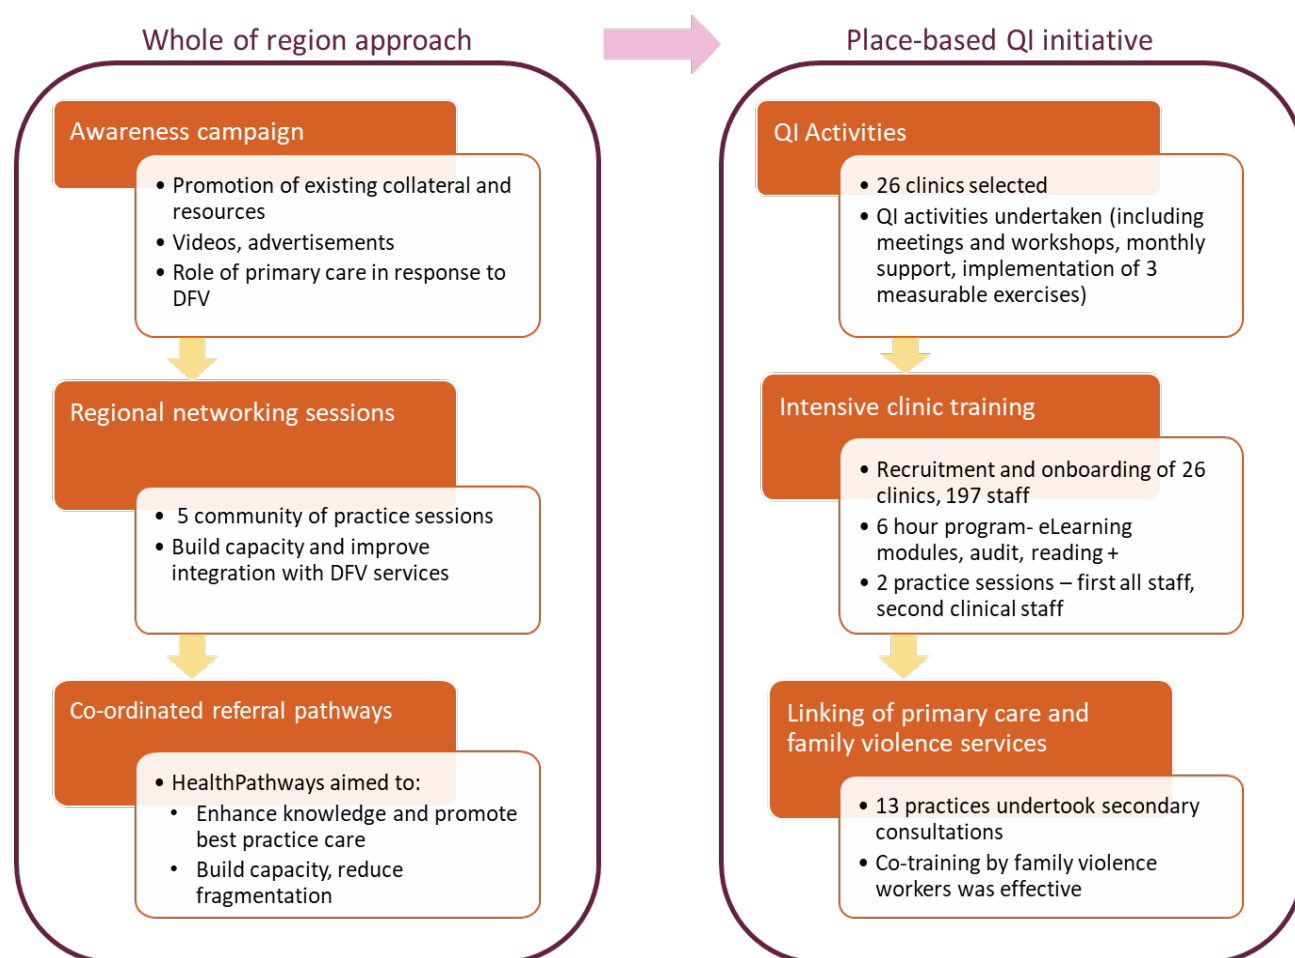 Whole of region approach
Awareness campaign
• Promotion of existing collateral and
resources
• Videos, advertisements
• Role of primary care in response to
DFV
Regional networking sessions
• 5 community of practice sessions
• Build capacity and improve
integration with DFV services
Co-ordinated referral pathways
• HealthPathways aimed to:
• Enhance knowledge and promote
best practice care
• Build capacity, reduce
fragmentation
Place-based QI initiative
QI Activities
• 26 clinics selected
• QI activities undertaken (including
meetings and workshops, monthly
support, implementation of 3
measurable exercises)
Intensive clinic training
• Recruitment and onboarding of 26
clinics, 197 staff
• 6 hour program- eLearning
modules, audit, reading +
• 2 practice sessions – first all staff,
second clinical staff
Linking of primary care and
family violence services
• 13 practices undertook secondary
consultations
• Co-training by family violence
workers was effective